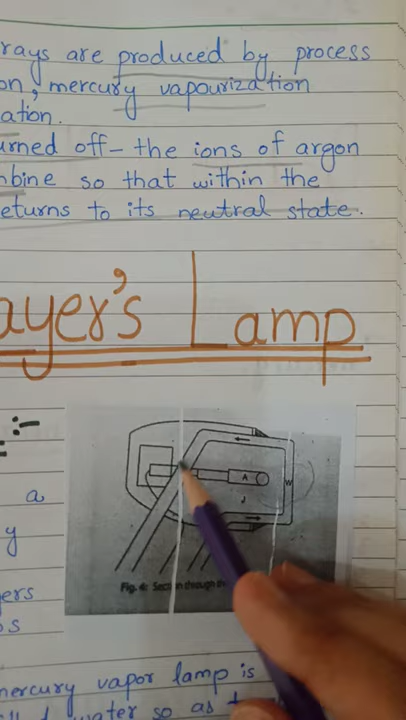 rays are produced by process
on, mercury vapourization
ation.
urned off - the ions of argon
mbine so that within the
eturns to its neutral state.
ayer's Lamp
:-
a
A
W
J
y
Fig. 4: Section through the
ers
os
mercury vapor lamp is
water so as t